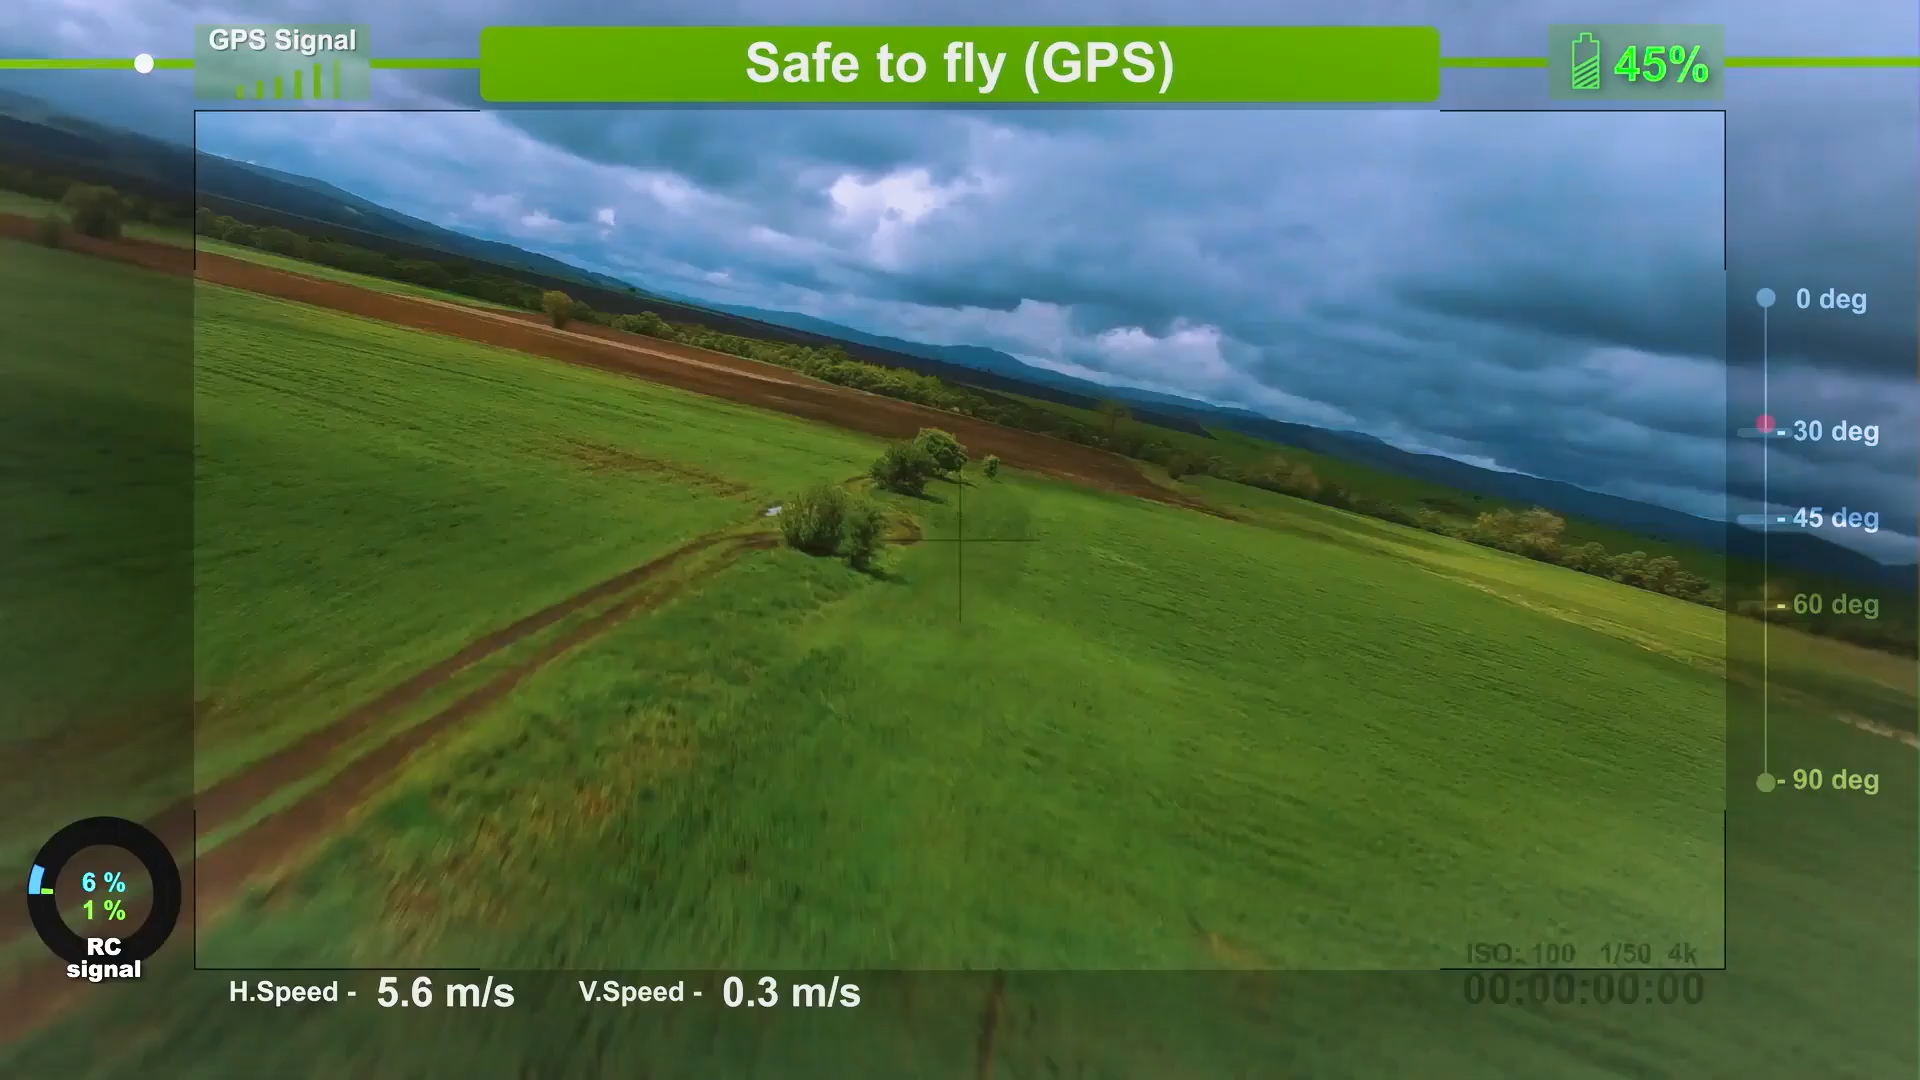 GPS Signal
Safe to fly (GPS)
45%
0 deg
- 30 deg
- 45 deg
- 60 deg
- 90 deg
6 %
1 %
RC
signal
H.Speed - 5.6 m/s V.Speed - 0.3 m/s
ISO: 100 1/50 4k
00:00:00:00